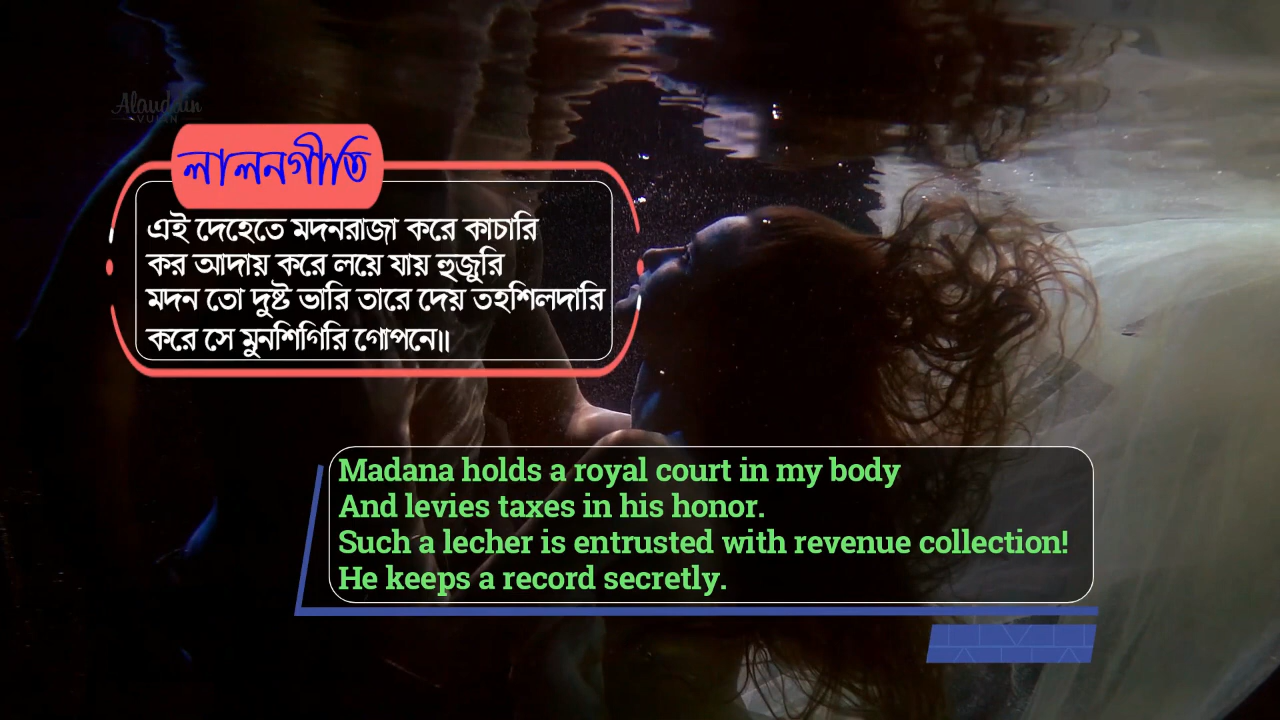 Alauddin
VULAN
লালনগীতি
এই দেহেতে মদনরাজা করে কাচারি
কর আদায় করে লয়ে যায় হুজুরি
মদন তো দুষ্ট ভারি তারে দেয় তহশিলদারি
করে সে মুনশিগিরি গোপনে॥
Madana holds a royal court in my body
And levies taxes in his honor.
Such a lecher is entrusted with revenue collection!
He keeps a record secretly.